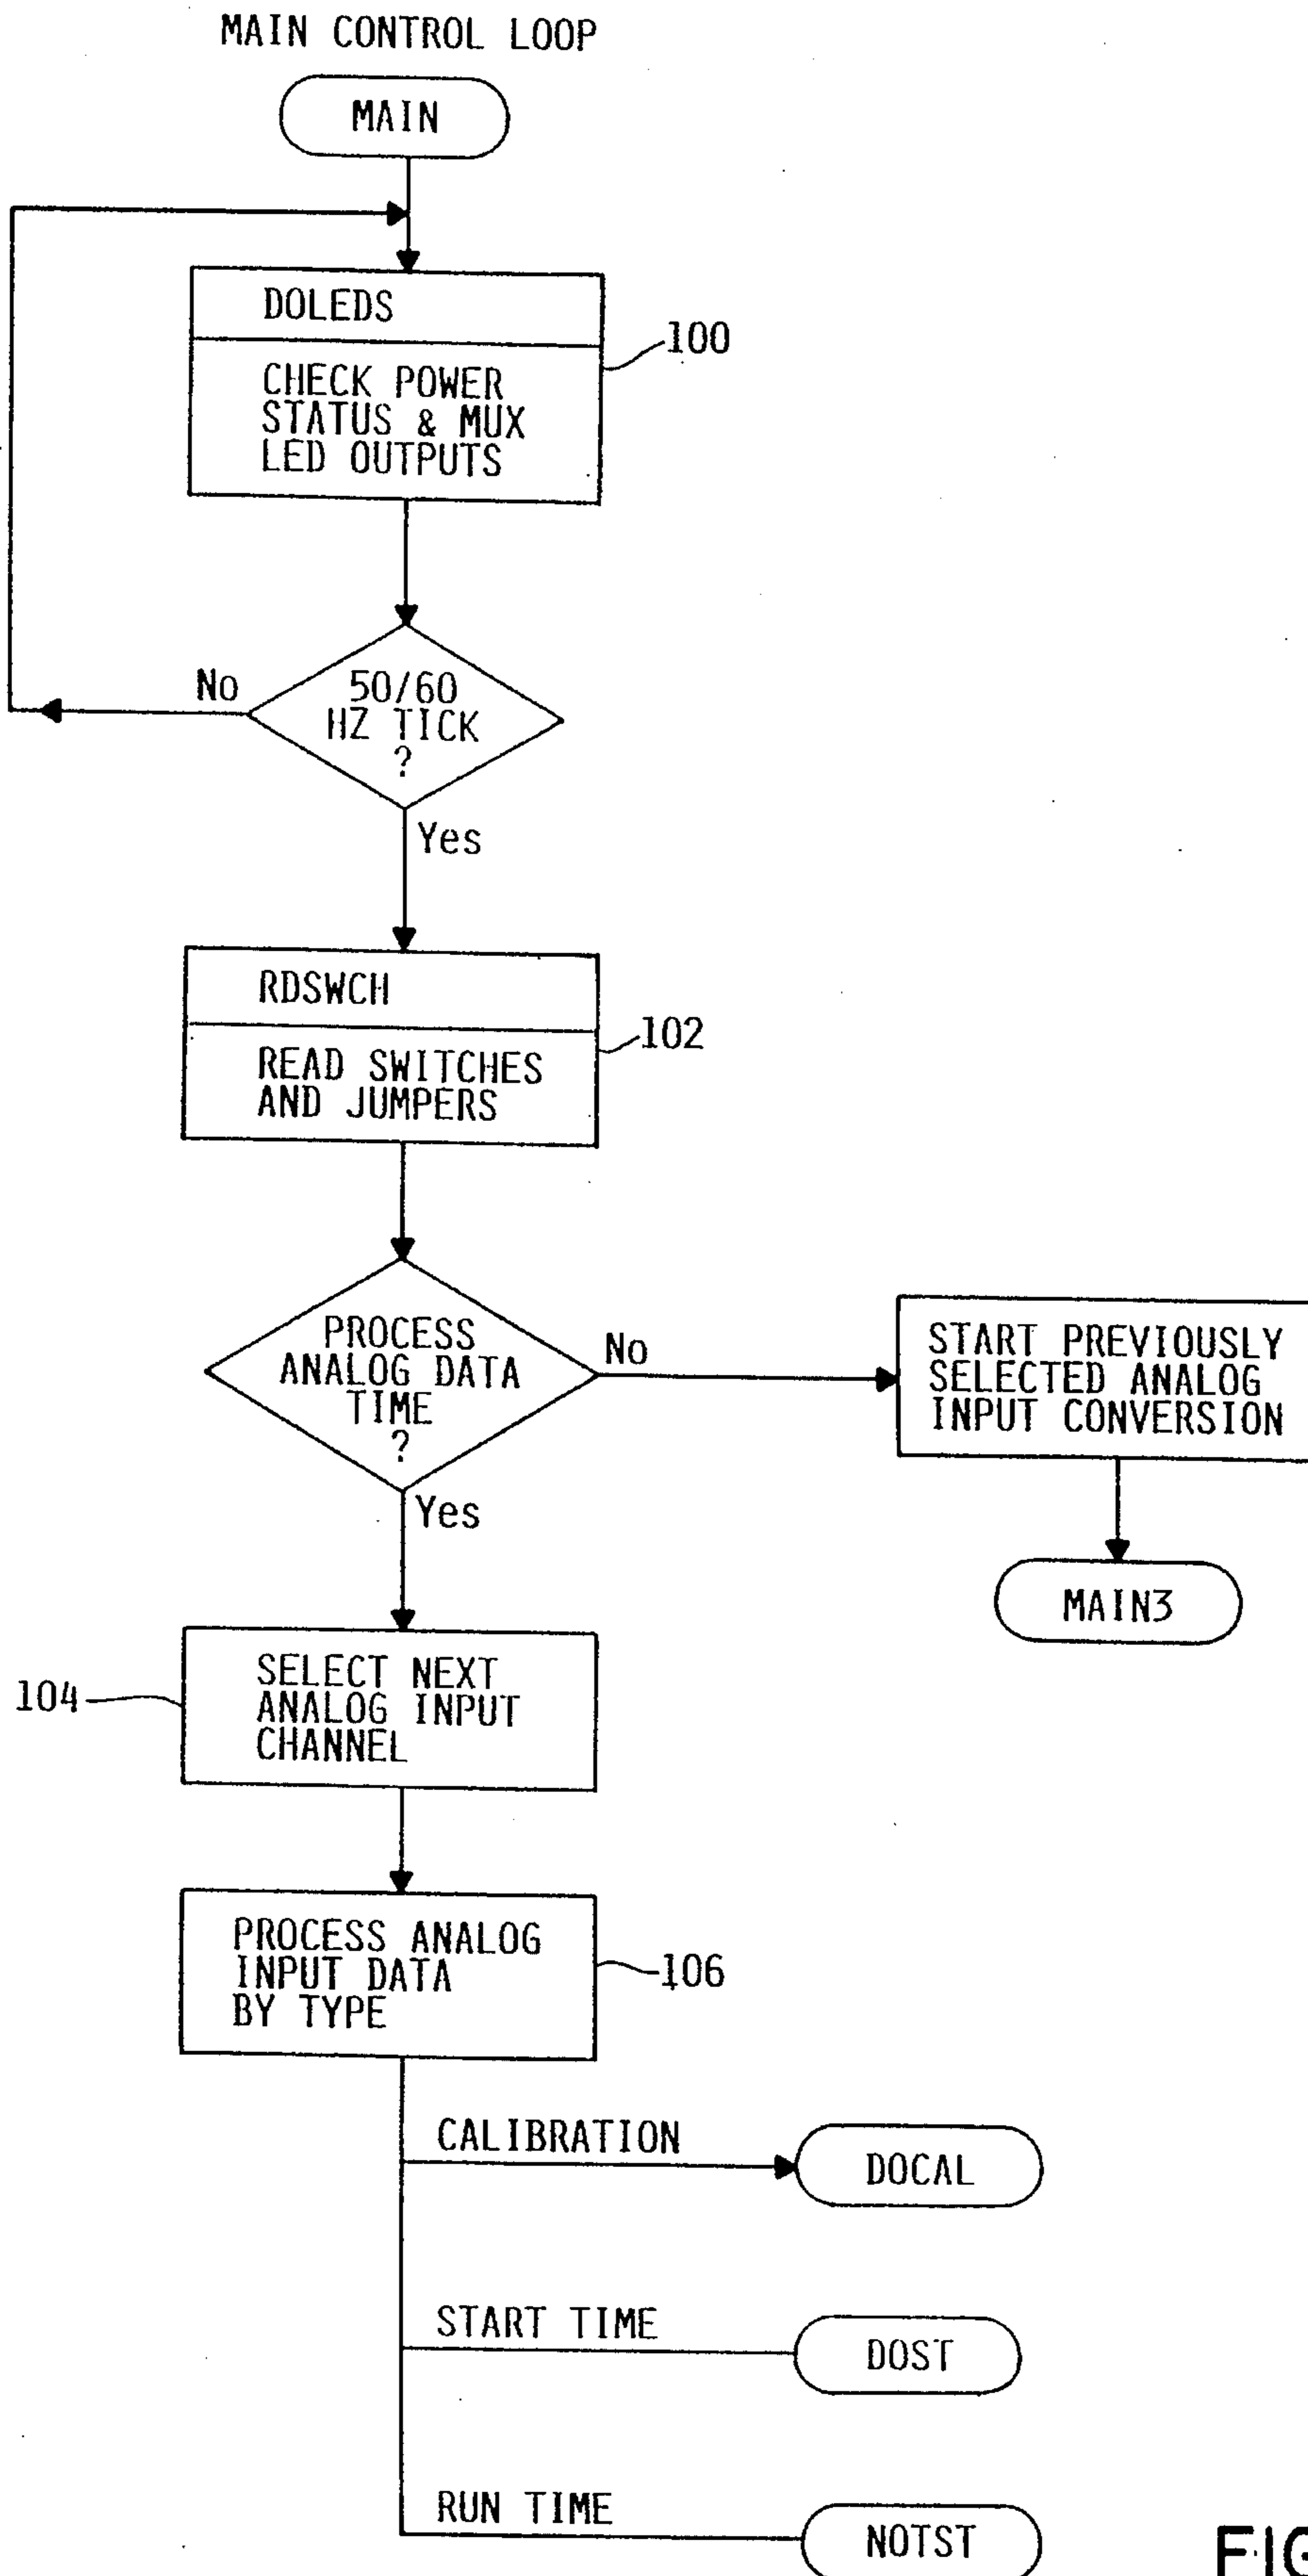 MAIN CONTROL LOOP
MAIN
DOLEDS
100
CHECK POWER
STATUS & MUX
LED OUTPUTS
No
50/60
HZ TICK
?
Yes
RDSWCH
102
READ SWITCHES
AND JUMPERS
PROCESS
ANALOG DATA
TIME
?
No
START PREVIOUSLY
SELECTED ANALOG
INPUT CONVERSION
Yes
MAIN3
104
SELECT NEXT
ANALOG INPUT
CHANNEL
PROCESS ANALOG
INPUT DATA
BY TYPE
106
CALIBRATION
DOCAL
START TIME
DOST
RUN TIME
NOTST
FIG